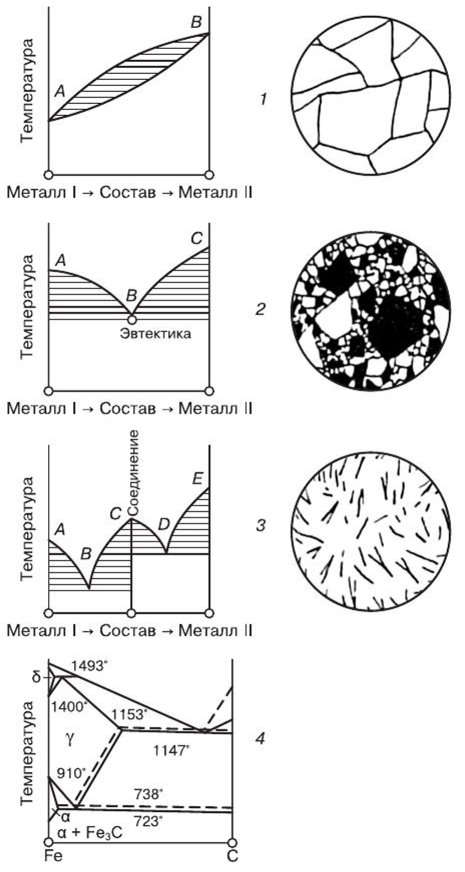 Температура
A
B
Металл I → Состав → Металл II
1
Температура
A
B
C
Эвтектика
Металл I → Состав → Металл II
2
Температура
A
B
C
Соединение
D
E
Металл I → Состав → Металл II
3
Температура
δ
1493°
1400°
1153°
γ
1147°
910°
738°
α
723°
α + Fe₃C
Fe
C
4